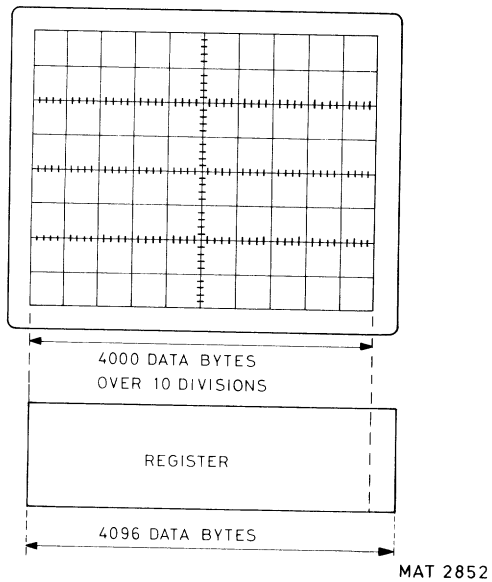 4000 DATA BYTES
OVER 10 DIVISIONS
REGISTER
4096 DATA BYTES
MAT 2852